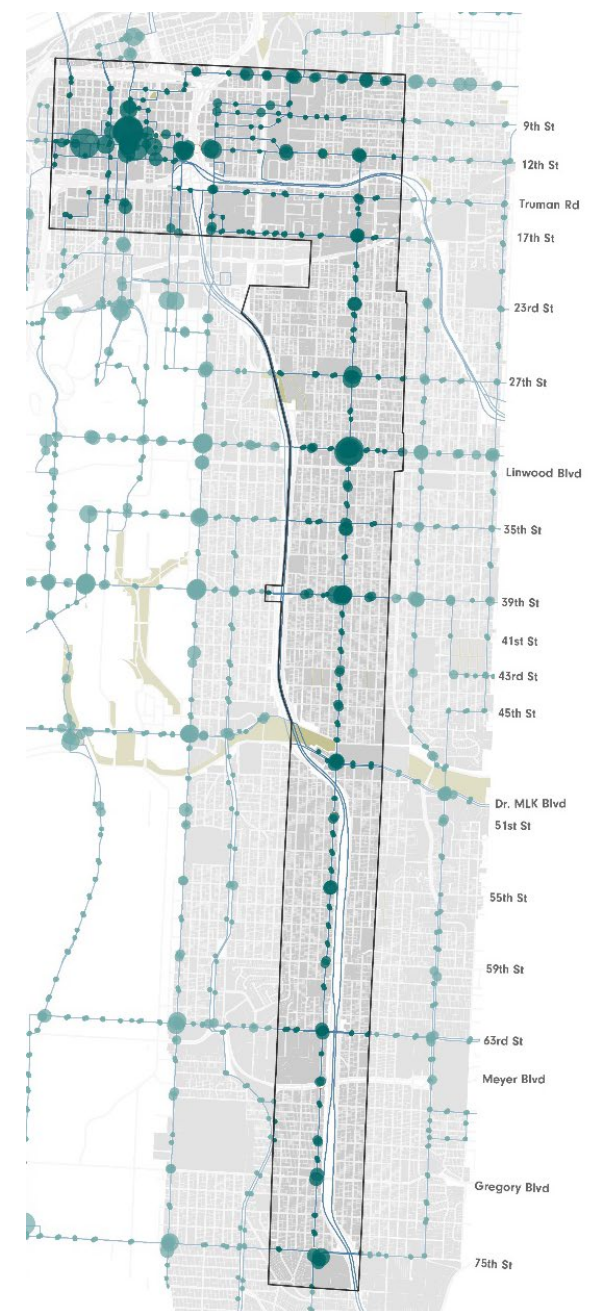 9th St
12th St
Truman Rd
17th St
23rd St
27th St
Linwood Blvd
35th St
39th St
41st St
43rd St
45th St
Dr. MLK Blvd
51st St
55th St
59th St
63rd St
Meyer Blvd
Gregory Blvd
75th St